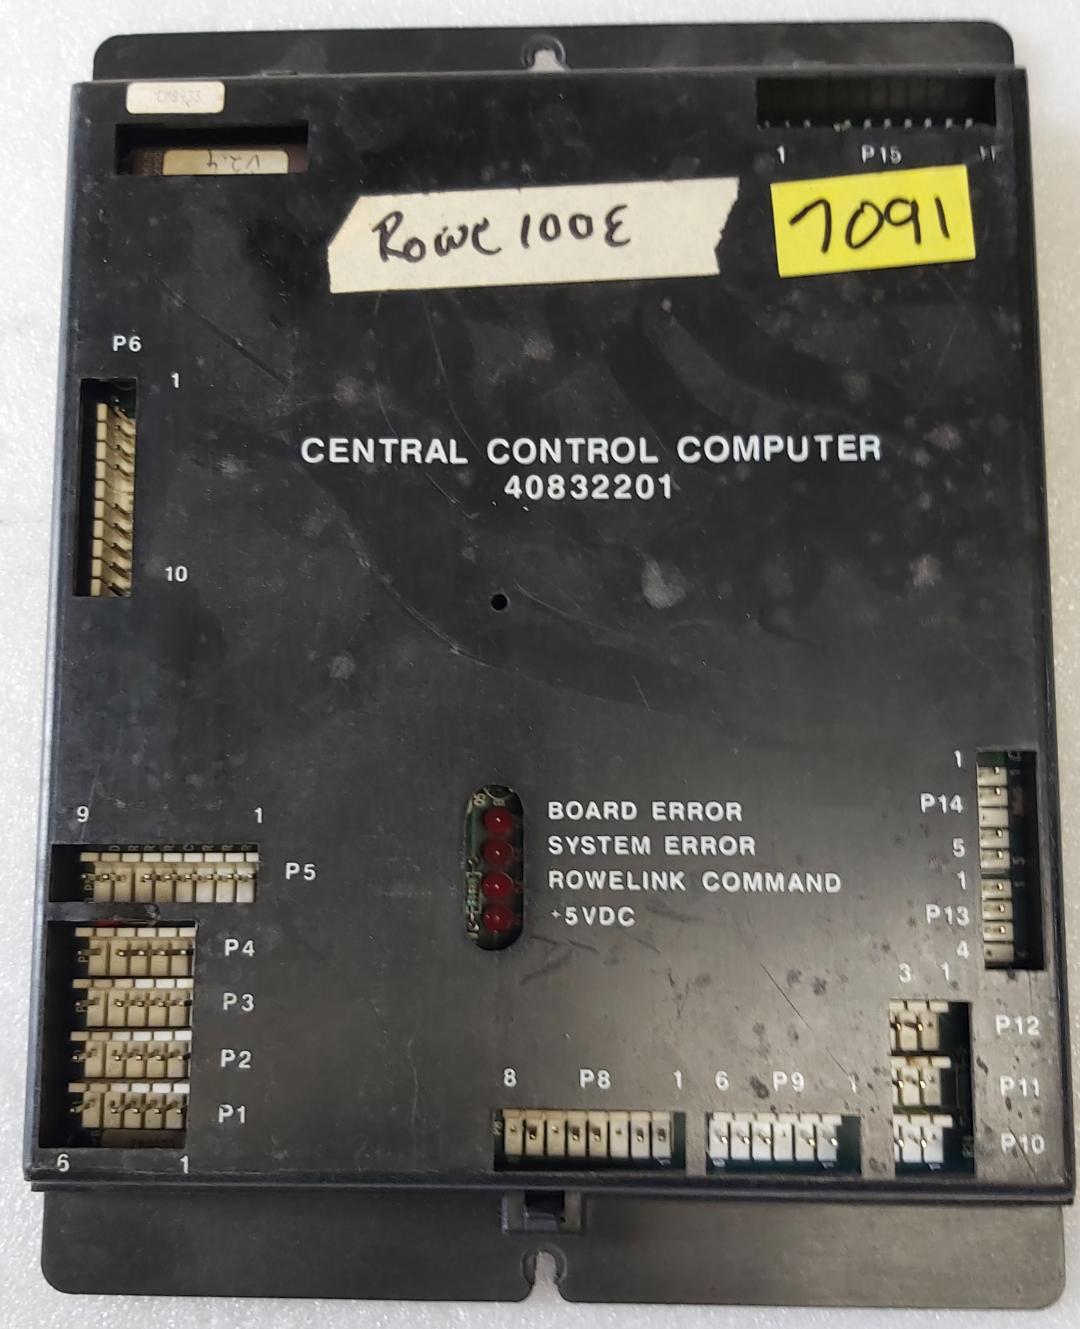 V2.4
1 P15
Rowe 100E
7091
P6
1
10
CENTRAL CONTROL COMPUTER
40832201
9 1
P5
P4
P3
P2
P1
6 1
BOARD ERROR
SYSTEM ERROR
ROWELINK COMMAND
+5VDC
8 P8 1
6 P9 1
1
P14
5
1
P13
4
3 1
P12
P11
P10